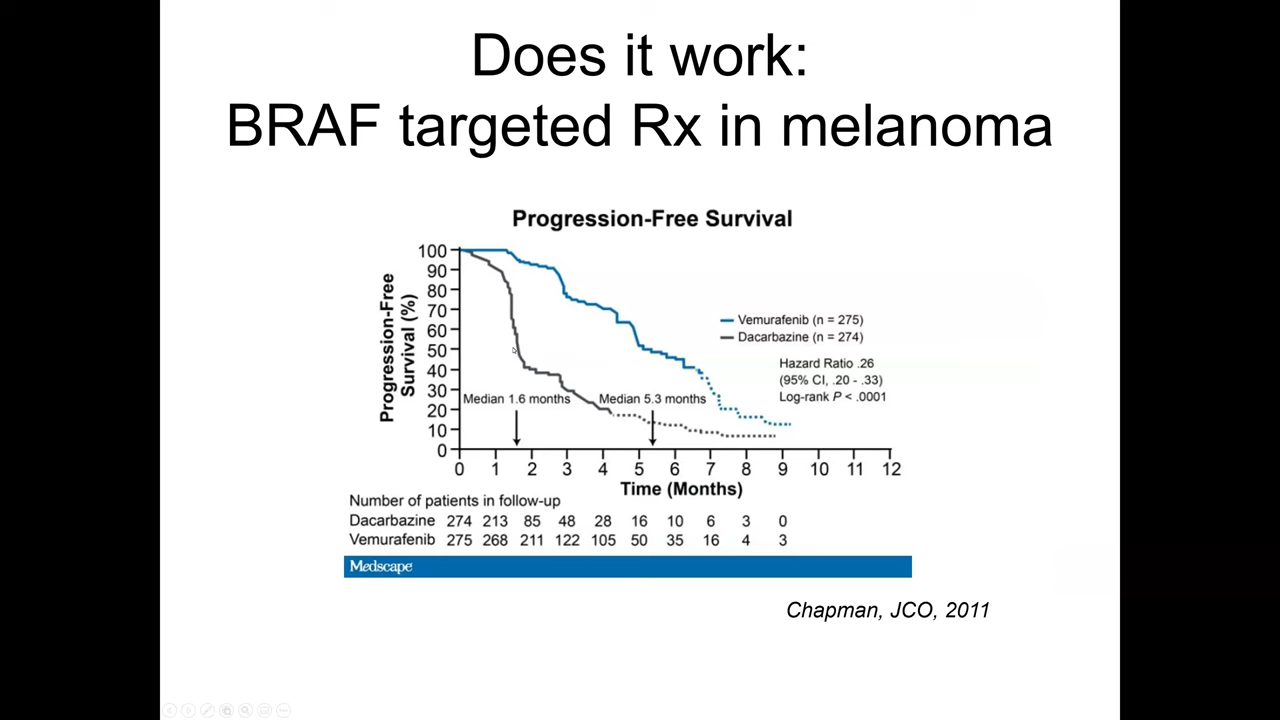 Does it work:
BRAF targeted Rx in melanoma
Progression-Free Survival
Progression-Free
Survival (%)
100
90
80
70
60
50
40
30
20
10
0
Vemurafenib (n = 275)
Dacarbazine (n = 274)
Hazard Ratio .26
(95% CI, .20 - .33)
Log-rank P < .0001
Median 1.6 months
Median 5.3 months
0 1 2 3 4 5 6 7 8 9 10 11 12
Time (Months)
Number of patients in follow-up
Dacarbazine 274 213 85 48 28 16 10 6 3 0
Vemurafenib 275 268 211 122 105 50 35 16 4 3
Medscape
Chapman, JCO, 2011